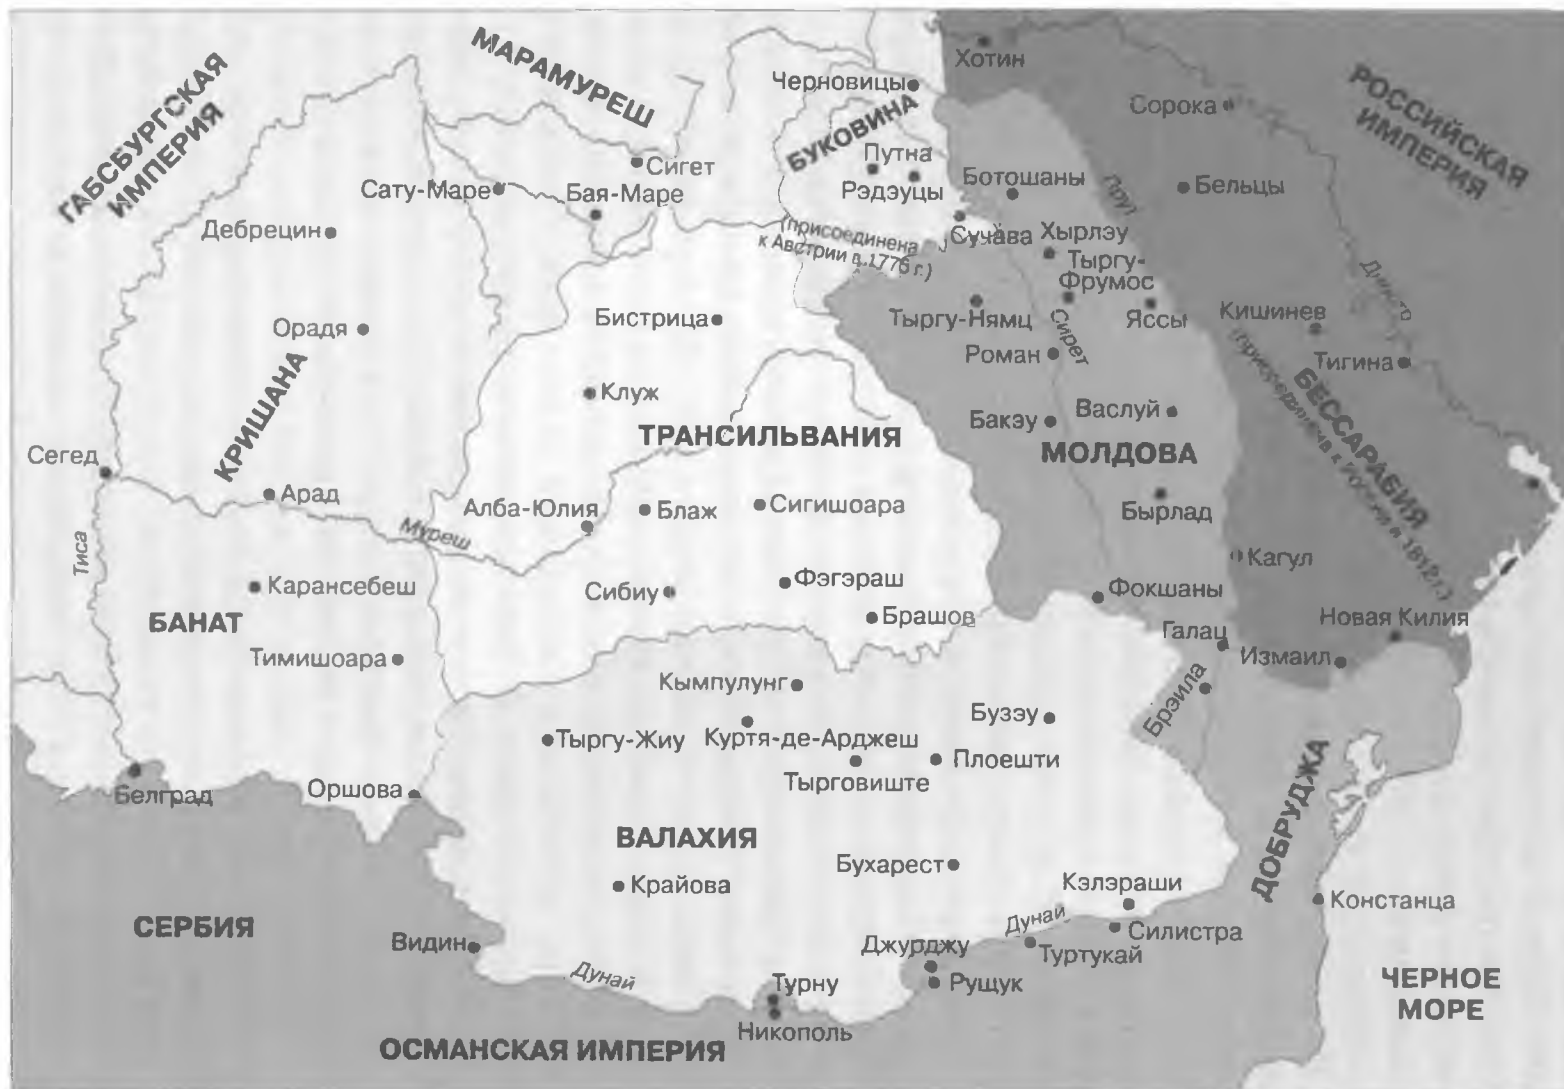 ГАБСБУРГСКАЯ
ИМПЕРИЯ
МАРАМУРЕШ
Хотин
Черновицы
БУКОВИНА
Сорока
РОССИЙСКАЯ
ИМПЕРИЯ
Сигет
Путна
Рэдэуцы
Ботошаны
Прут
Бельцы
Сату-Маре
Бая-Маре
Дебрецин
(присоединена
к Австрии в 1776 г.)
Сучава
Хырлэу
Тыргу-
Фрумос
Днестр
Орадя
Бистрица
Тыргу-Нямц
Сирет
Яссы
Кишинев
Роман
Тигина
КРИШАНА
Клуж
БЕССАРАБИЯ
(присоединена к России в 1812 г.)
Бакэу
Васлуй
ТРАНСИЛЬВАНИЯ
МОЛДОВА
Сегед
Арад
Алба-Юлия
Блаж
Сигишоара
Бырлад
Муреш
Тиса
Кагул
Карансебеш
Сибиу
Фэгэраш
Фокшаны
БАНАТ
Брашов
Новая Килия
Галац
Измаил
Тимишоара
Кымпулунг
Брэила
Бузэу
Тыргу-Жиу
Куртя-де-Арджеш
Плоешти
Тырговиште
Белград
Оршова
ДОБРУДЖА
ВАЛАХИЯ
Бухарест
Крайова
Кэлэраши
Констанца
СЕРБИЯ
Видин
Дунай
Силистра
Туртукай
Джурджу
Рущук
Дунай
Турну
Никополь
ЧЕРНОЕ
МОРЕ
ОСМАНСКАЯ ИМПЕРИЯ